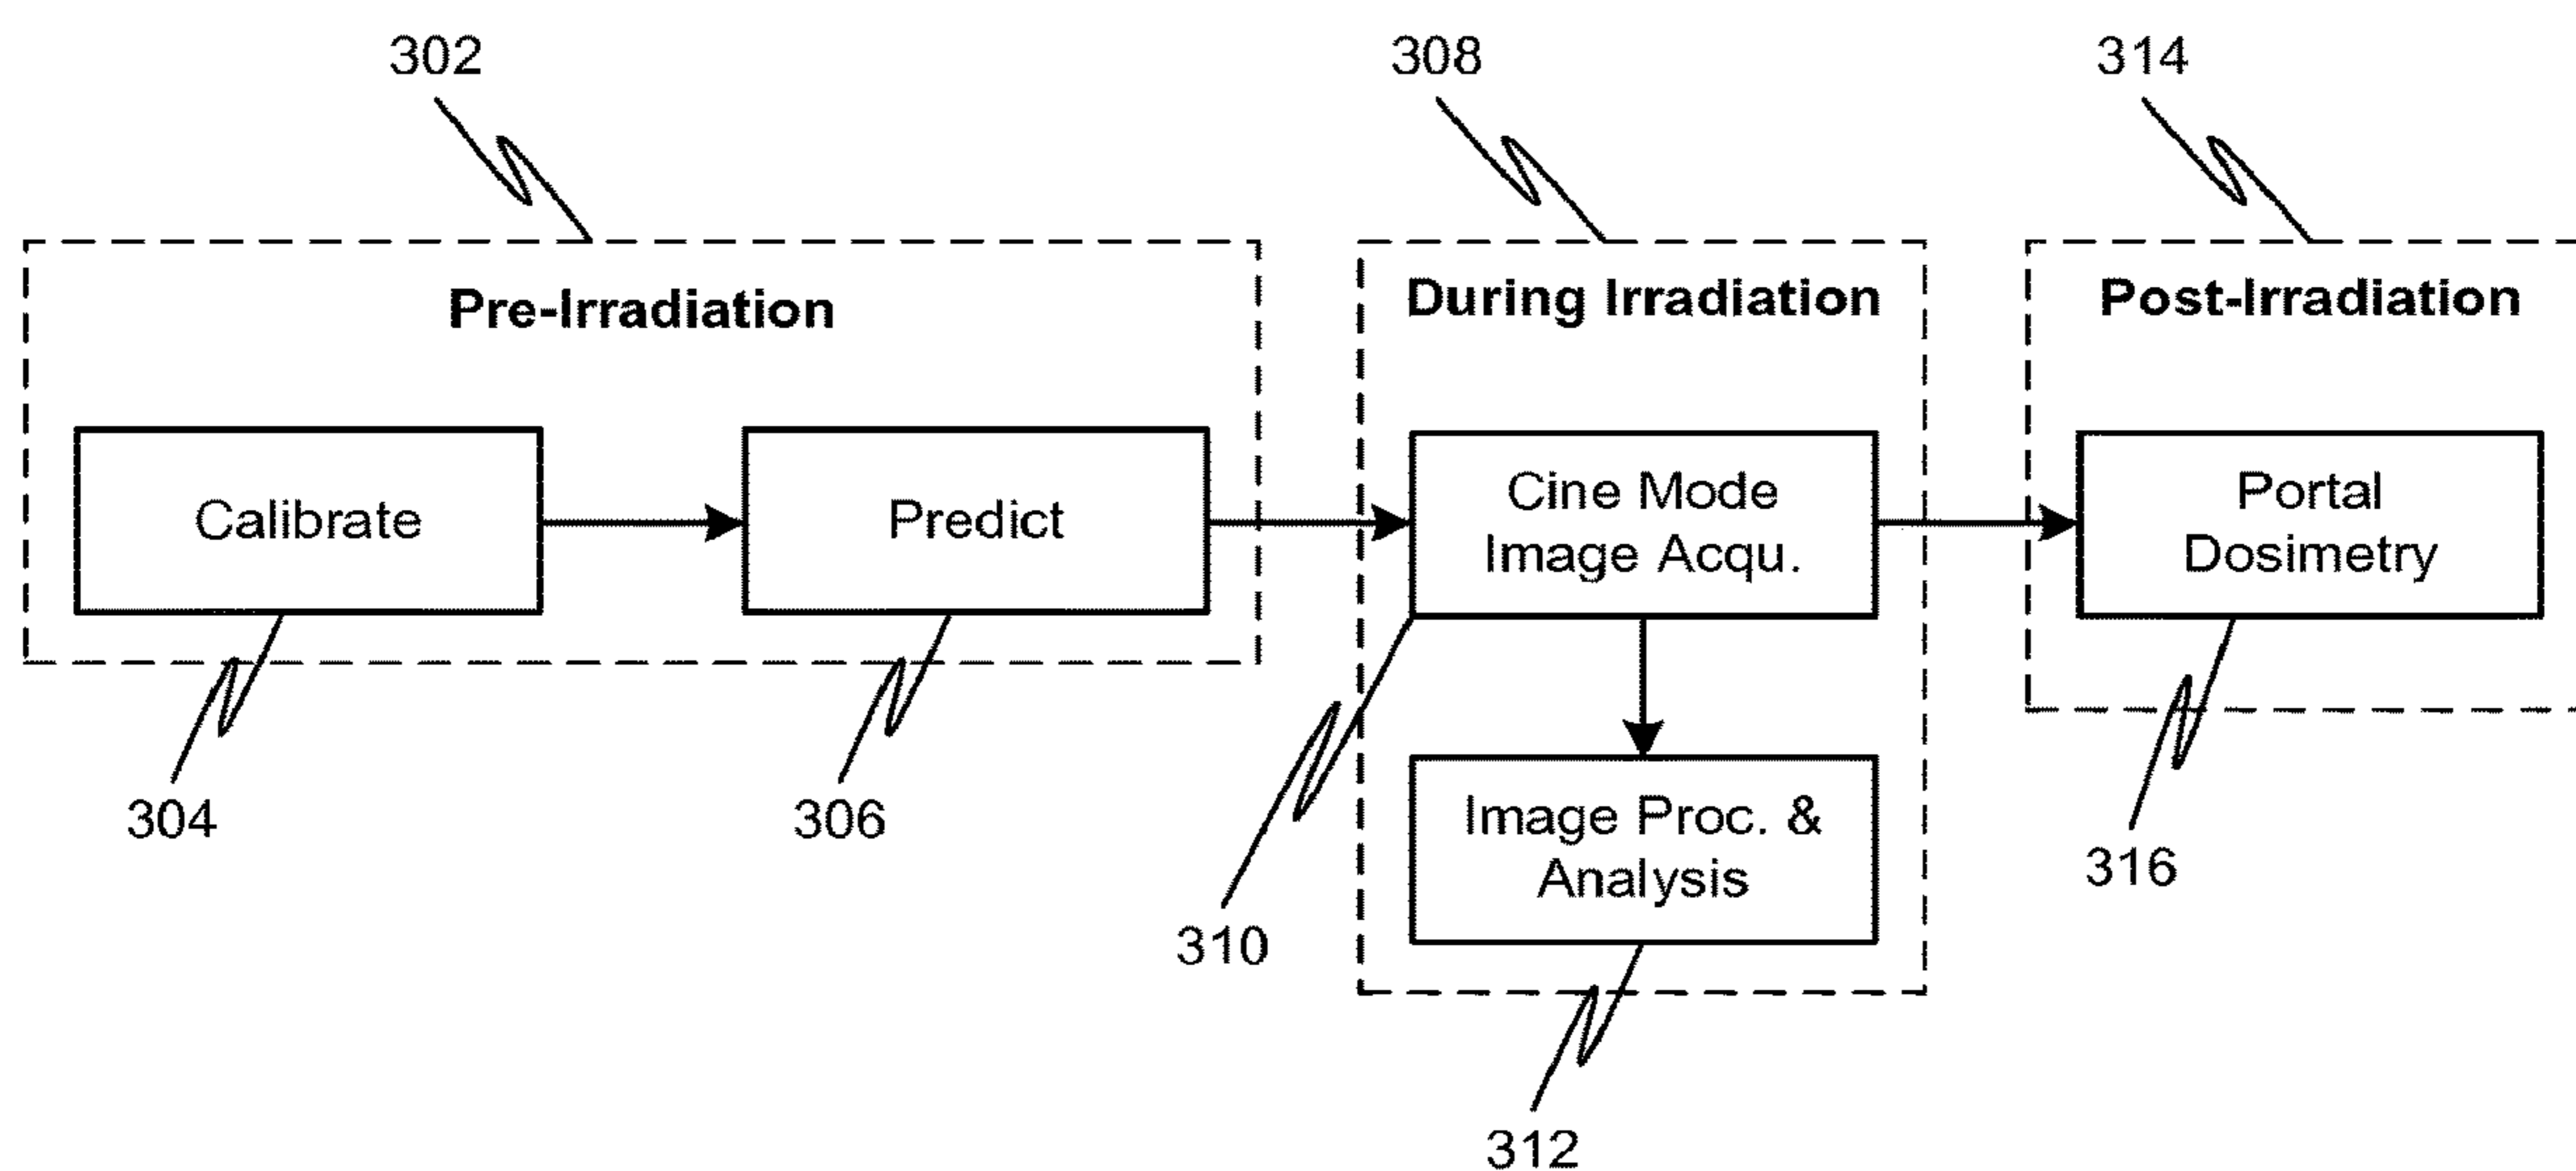 302
308
314
Pre-Irradiation
During Irradiation
Post-Irradiation
Calibrate
Predict
Cine Mode
Image Acqu.
Portal
Dosimetry
304
306
310
Image Proc. &
Analysis
316
312